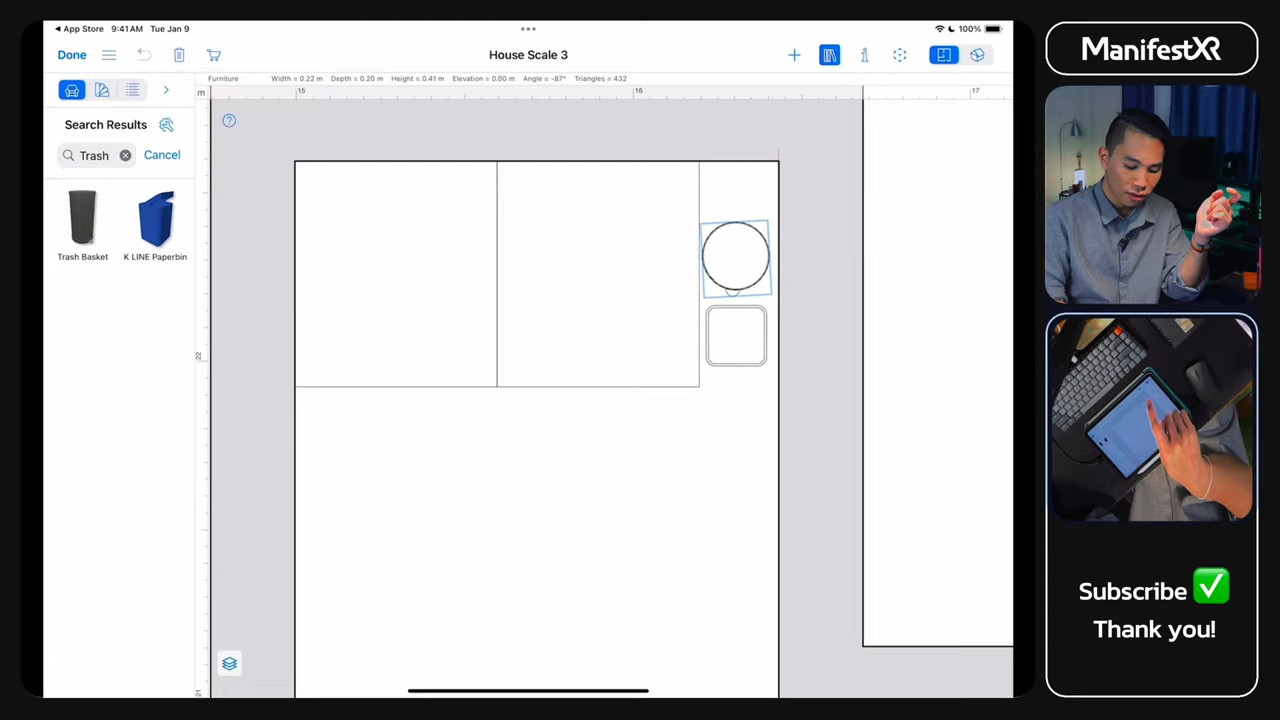 App Store 9:41 AM Tue Jan 9
100%
Done
House Scale 3
Furniture Width = 0.22 m Depth = 0.20 m Height = 0.41 m Elevation = 0.00 m Angle = -87° Triangles = 432
m
15
16
17
Search Results
Trash
Cancel
Trash Basket
K LINE Paperbin
22
21
ManifestXR
Subscribe
Thank you!